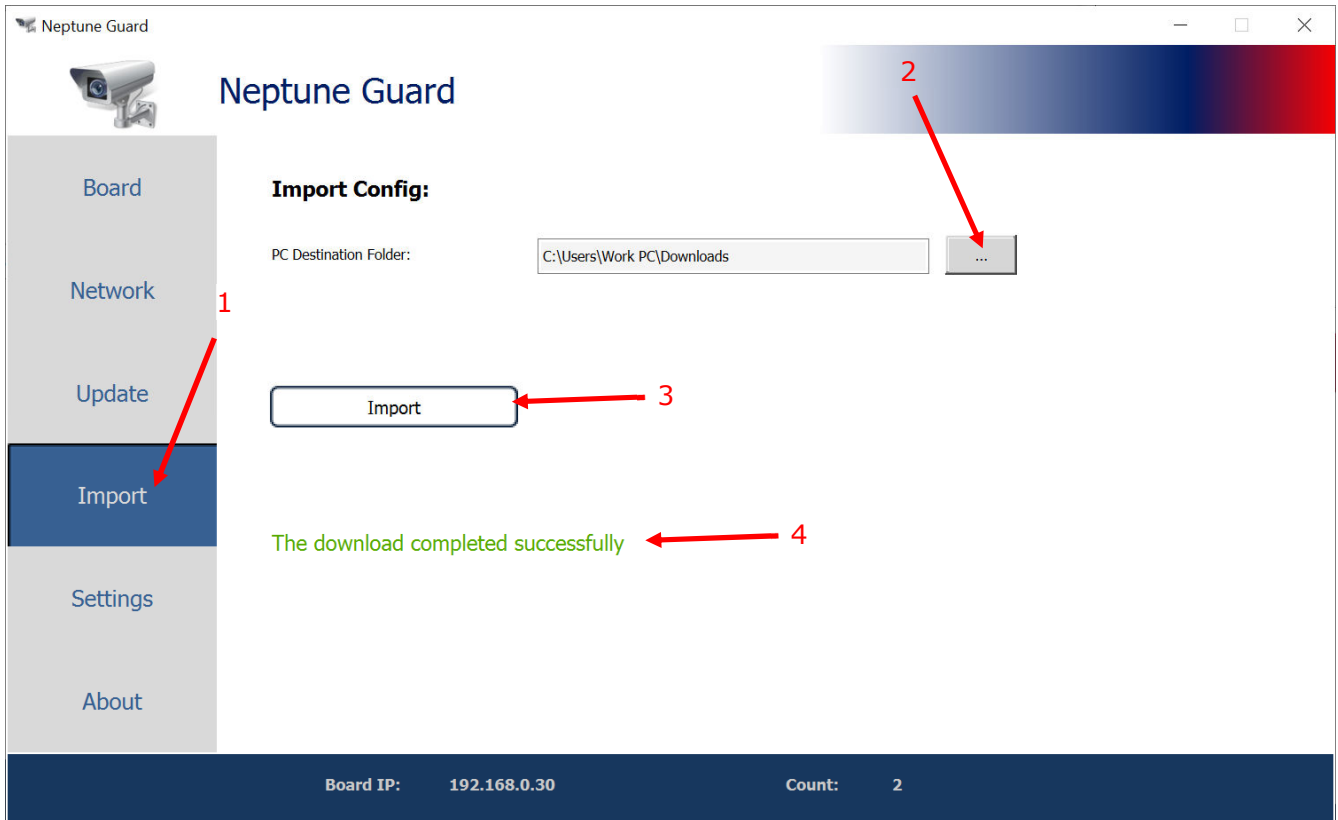 Neptune Guard
Neptune Guard
2
Board
Import Config:
PC Destination Folder: C:\Users\Work PC\Downloads ...
Network
1
Update
Import
3
Import
The download completed successfully
4
Settings
About
Board IP: 192.168.0.30 Count: 2